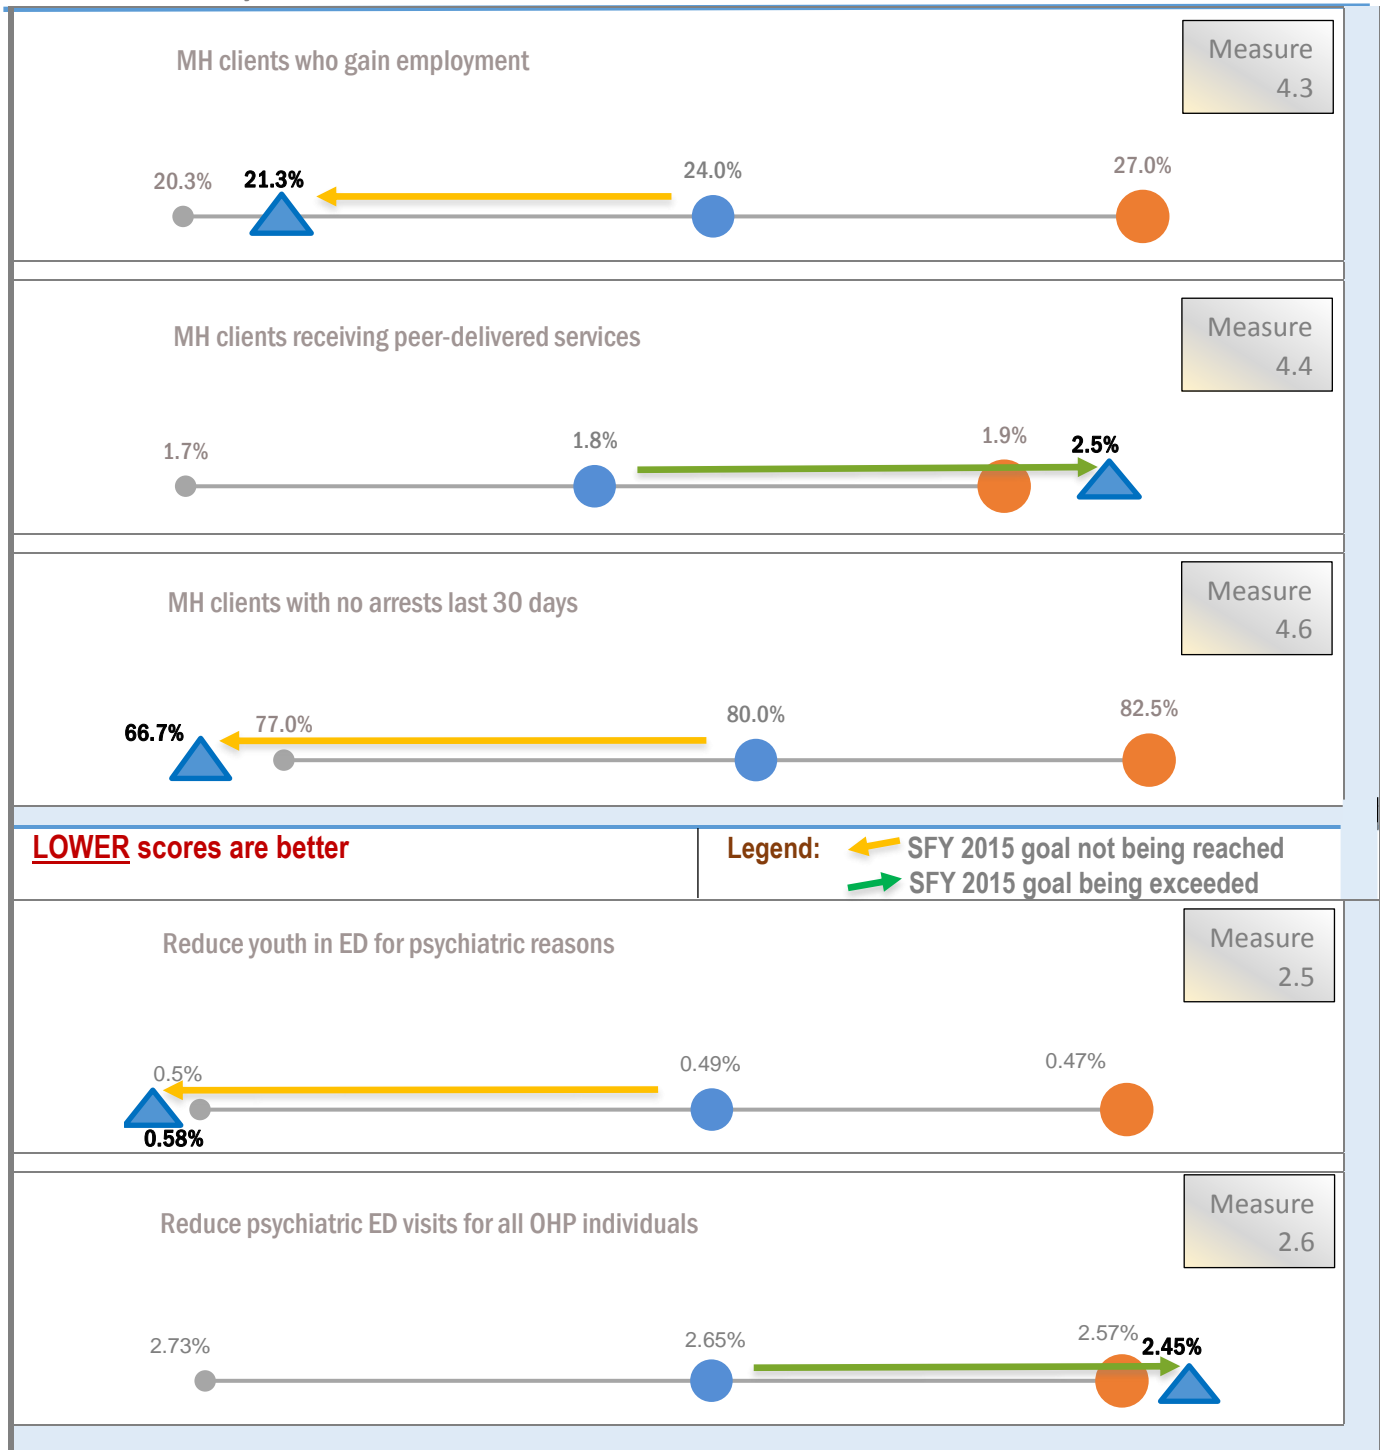 MH clients who gain employment
Measure
4.3
20.3%
21.3%
24.0%
27.0%
MH clients receiving peer-delivered services
Measure
4.4
1.7%
1.8%
1.9%
2.5%
MH clients with no arrests last 30 days
Measure
4.6
66.7%
77.0%
80.0%
82.5%
LOWER scores are better
Legend:
SFY 2015 goal not being reached
SFY 2015 goal being exceeded
Reduce youth in ED for psychiatric reasons
Measure
2.5
0.5%
0.49%
0.47%
0.58%
Reduce psychiatric ED visits for all OHP individuals
Measure
2.6
2.73%
2.65%
2.57%
2.45%